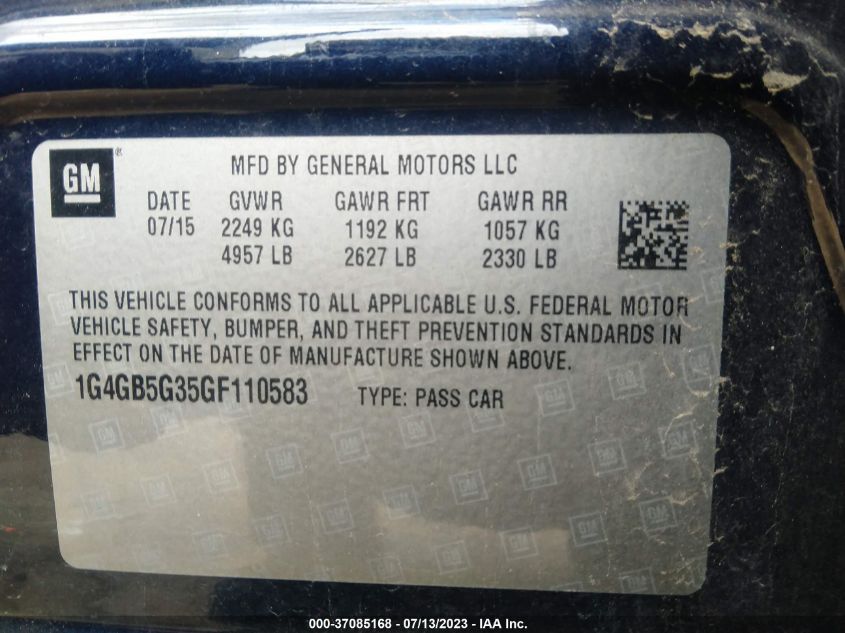 GM ®
MFD BY GENERAL MOTORS LLC
DATE GVWR GAWR FRT GAWR RR
07/15 2249 KG 1192 KG 1057 KG
4957 LB 2627 LB 2330 LB
THIS VEHICLE CONFORMS TO ALL APPLICABLE U.S. FEDERAL MOTOR
VEHICLE SAFETY, BUMPER, AND THEFT PREVENTION STANDARDS IN
EFFECT ON THE DATE OF MANUFACTURE SHOWN ABOVE.
1G4GB5G35GF110583 TYPE: PASS CAR
000-37085168 - 07/13/2023 - IAA Inc.